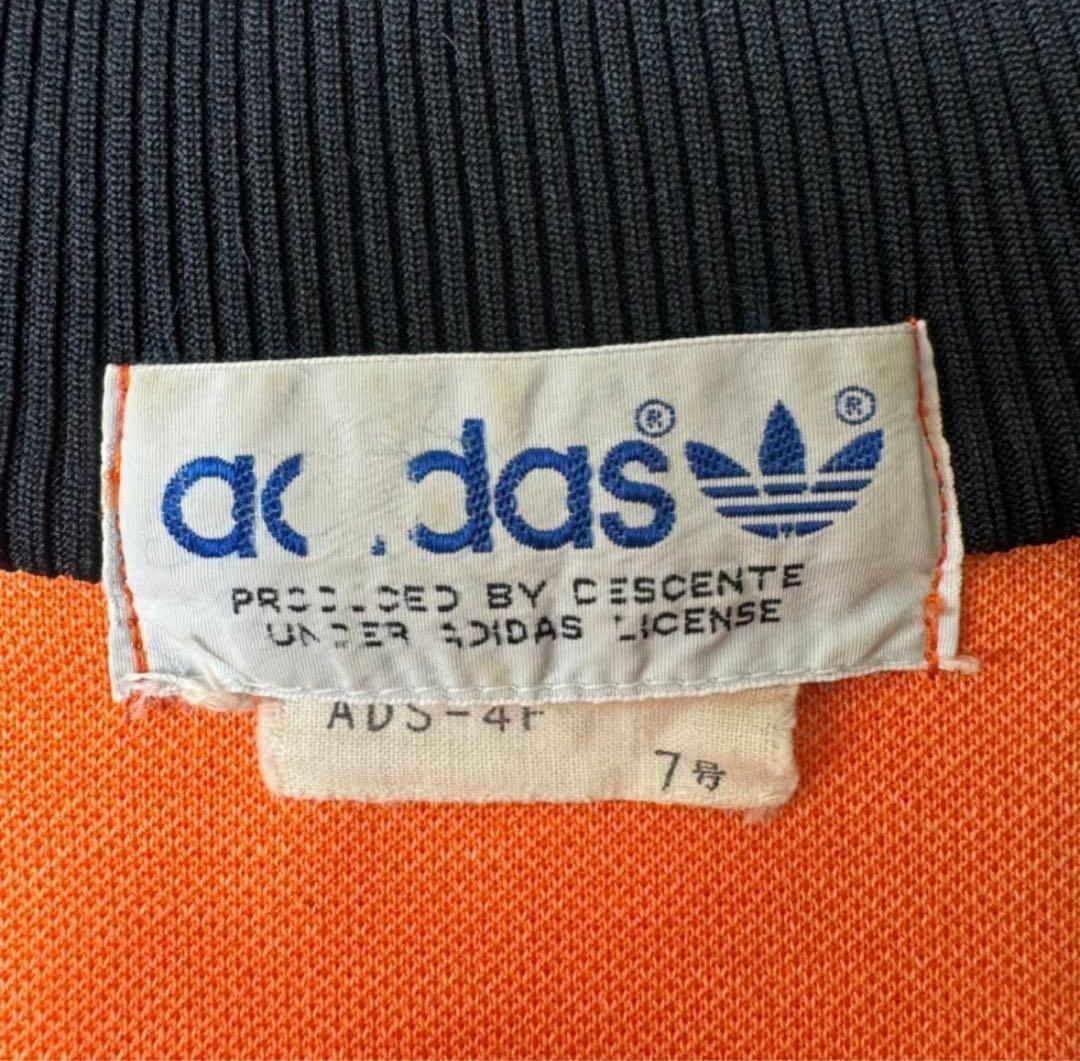 adidas®
®
PRODUCED BY DESCENTE
UNDER ADIDAS LICENSE
ADS-4F
7号